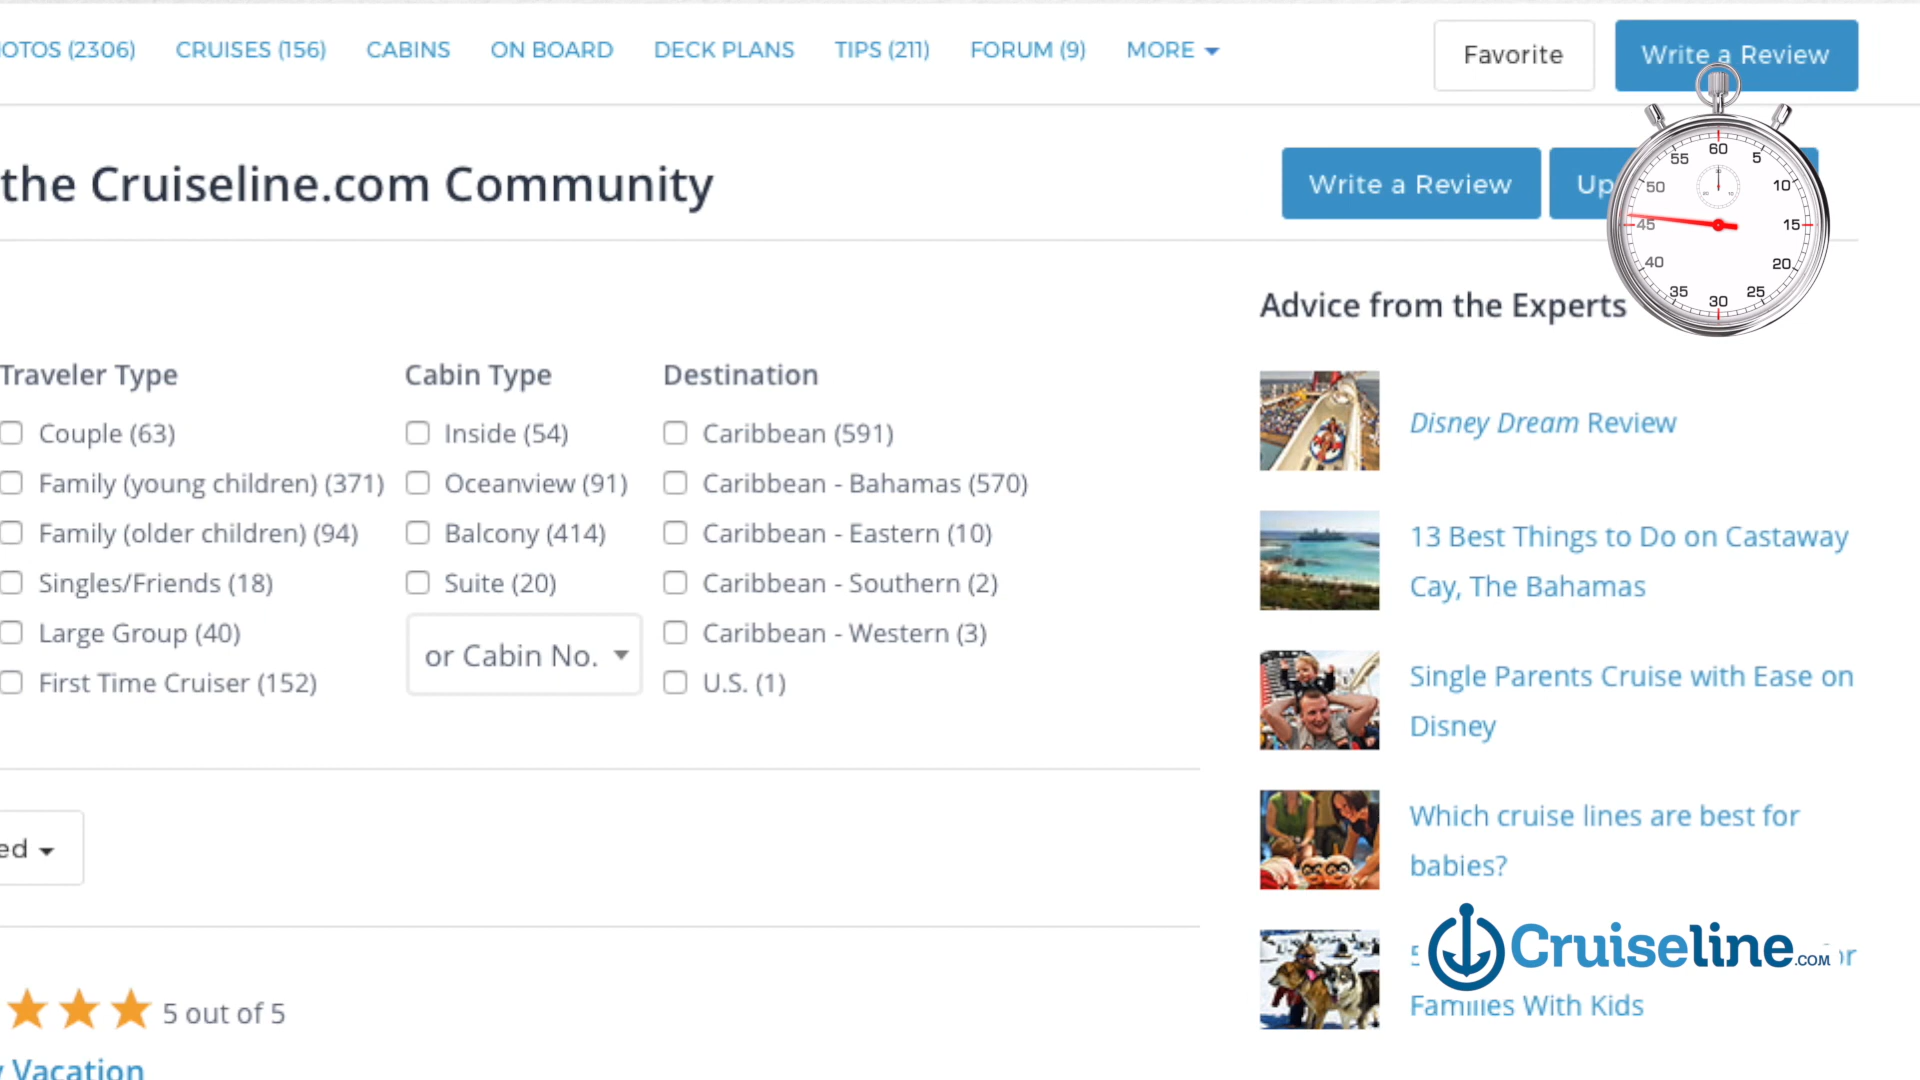 OTOS (2306) CRUISES (156) CABINS ON BOARD DECK PLANS TIPS (211) FORUM (9) MORE Favorite Write a Review
the Cruiseline.com Community
Write a Review Up
60
55 5
50 10
45 15
40 20
35 25
30
Traveler Type
Couple (63)
Family (young children) (371)
Family (older children) (94)
Singles/Friends (18)
Large Group (40)
First Time Cruiser (152)
Cabin Type
Inside (54)
Oceanview (91)
Balcony (414)
Suite (20)
or Cabin No.
Destination
Caribbean (591)
Caribbean - Bahamas (570)
Caribbean - Eastern (10)
Caribbean - Southern (2)
Caribbean - Western (3)
U.S. (1)
Advice from the Experts
Disney Dream Review
13 Best Things to Do on Castaway
Cay, The Bahamas
Single Parents Cruise with Ease on
Disney
Which cruise lines are best for
babies?
Families With Kids
Cruiseline.COM
ed
5 out of 5
Vacation